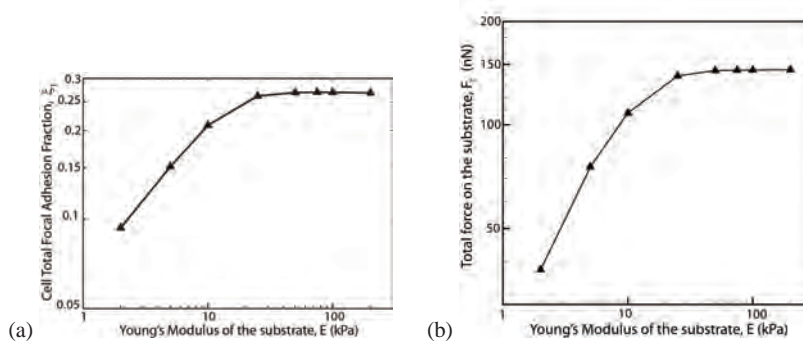 0.3
0.25
0.2
0.15
0.1
0.05
Cell Total Focal Adhesion Fraction, ξT
1
10
100
Young's Modulus of the substrate, E (kPa)
(a)
200
150
100
50
Total force on the substrate, FT (nN)
1
10
100
Young's Modulus of the substrate, E (kPa)
(b)